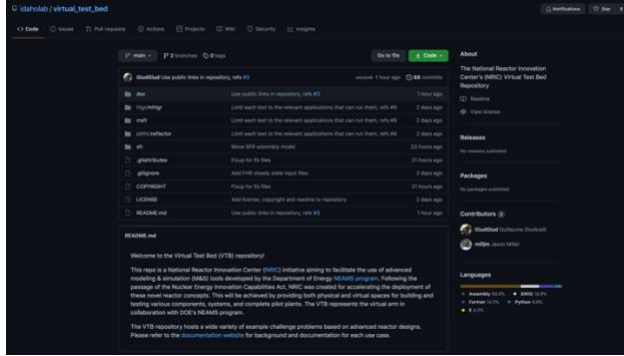 idaholab / virtual_test_bed
Notifications
Star
Code
Issues
Pull requests
Actions
Projects
Wiki
Security
Insights
main
2 branches
0 tags
Go to file
Code
GiudGiud Use public links in repository, refs #3
1 hour ago
commits
doc
Use public links in repository, refs #3
1 hour ago
Limit each test to the relevant applications that can run them, refs #8
2 days ago
msfr
Limit each test to the relevant applications that can run them, refs #8
2 days ago
Limit each test to the relevant applications that can run them, refs #8
2 days ago
sfr
Move SFR assembly model
23 hours ago
.gitattributes
Fixup for lfs files
21 hours ago
.gitignore
Add FHR steady state input files
2 days ago
COPYRIGHT
Fixup for lfs files
21 hours ago
LICENSE
Add license, copyright and readme to repository
2 days ago
README.md
Use public links in repository, refs #3
1 hour ago
README.md
Welcome to the Virtual Test Bed (VTB) repository!
This repo is a National Reactor Innovation Center (NRIC) initiative aiming to facilitate the use of advanced
modeling & simulation (M&S) tools developed by the Department of Energy NEAMS program. Following the
passage of the Nuclear Energy Innovation Capabilities Act, NRIC was created for accelerating the deployment of
these novel reactor concepts. This will be achieved by providing both physical and virtual spaces for building and
testing various components, systems, and complete pilot plants. The VTB represents the virtual arm in
collaboration with DOE's NEAMS program.
The VTB repository hosts a wide variety of example challenge problems based on advanced reactor designs.
Please refer to the documentation website for background and documentation for each use case.
About
The National Reactor Innovation
Center's (NRIC) Virtual Test Bed
Repository
Readme
View license
Releases
No releases published
Packages
No packages published
Contributors
GiudGiud Guillaume Giudicelli
Jason Miller
Languages
Assembly
Fortran
Python